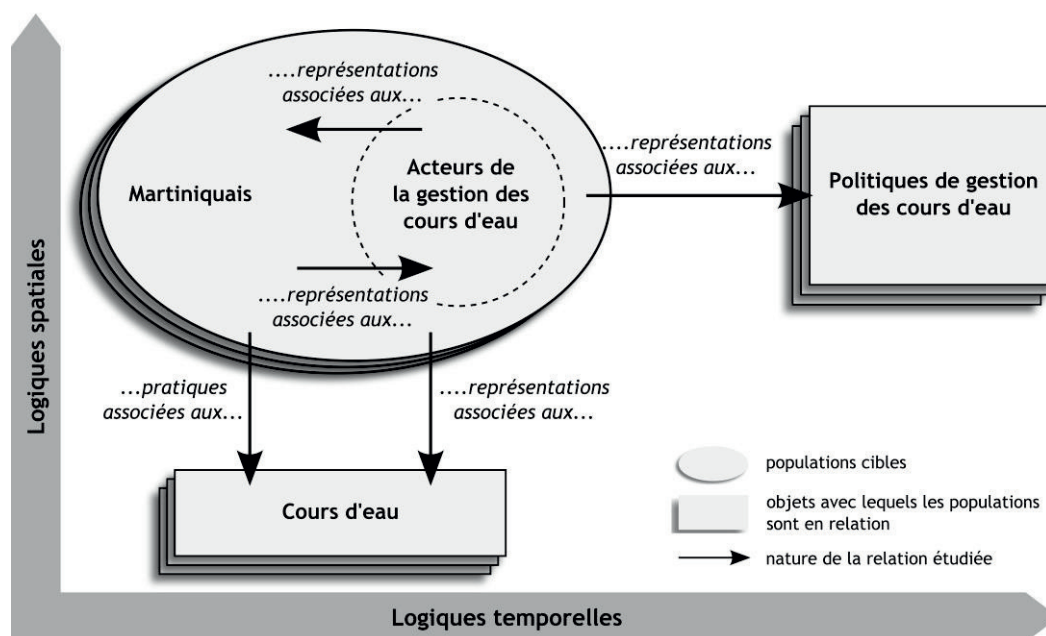 ....représentations
associées aux...
Martiniquais
Acteurs de
la gestion des
cours d'eau
....représentations
associées aux...
....représentations
associées aux...
Politiques de gestion
des cours d'eau
...pratiques
associées aux...
....représentations
associées aux...
Cours d'eau
populations cibles
objets avec lequels les populations
sont en relation
nature de la relation étudiée
Logiques spatiales
Logiques temporelles